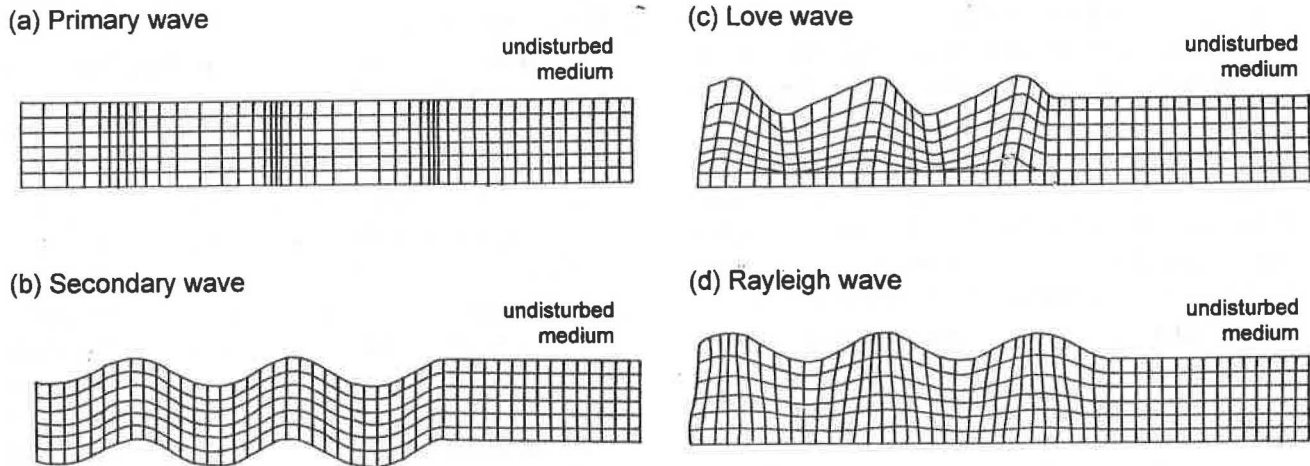 (a) Primary wave
undisturbed
medium
(b) Secondary wave
undisturbed
medium
(c) Love wave
undisturbed
medium
(d) Rayleigh wave
undisturbed
medium